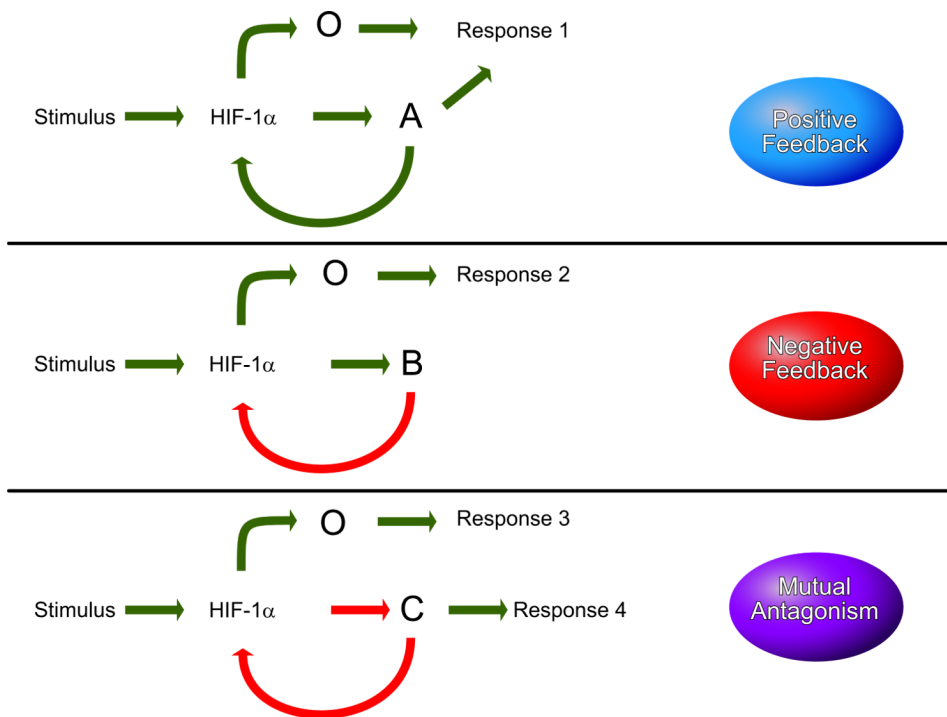 O
Response 1
Stimulus
HIF-1α
A
Positive
Feedback
O
Response 2
Stimulus
HIF-1α
B
Negative
Feedback
O
Response 3
Stimulus
HIF-1α
C
Response 4
Mutual
Antagonism